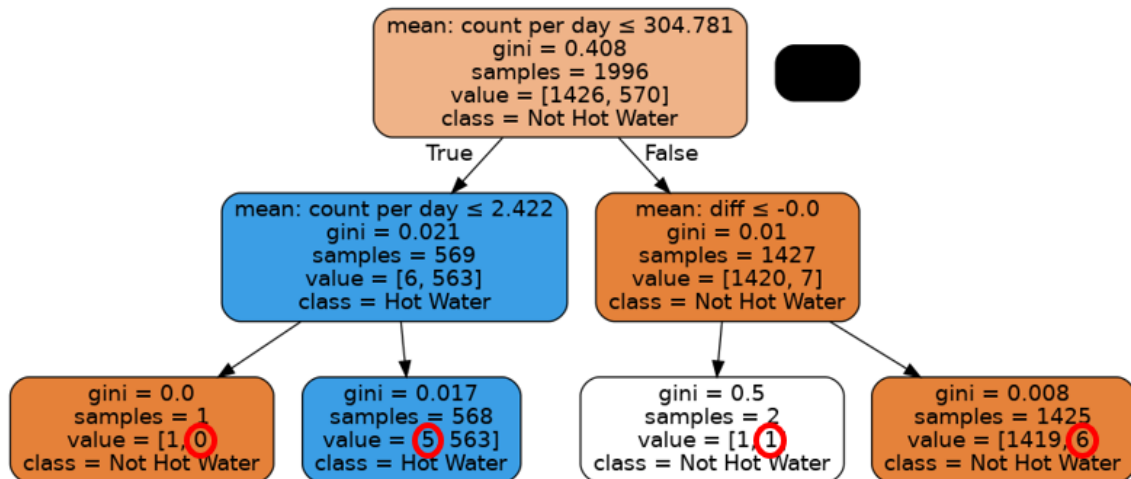 mean: count per day ≤ 304.781
gini = 0.408
samples = 1996
value = [1426, 570]
class = Not Hot Water
True
False
mean: count per day ≤ 2.422
gini = 0.021
samples = 569
value = [6, 563]
class = Hot Water
mean: diff ≤ -0.0
gini = 0.01
samples = 1427
value = [1420, 7]
class = Not Hot Water
gini = 0.0
samples = 1
value = [1, 0]
class = Not Hot Water
gini = 0.017
samples = 568
value = [5, 563]
class = Hot Water
gini = 0.5
samples = 2
value = [1, 1]
class = Not Hot Water
gini = 0.008
samples = 1425
value = [1419, 6]
class = Not Hot Water